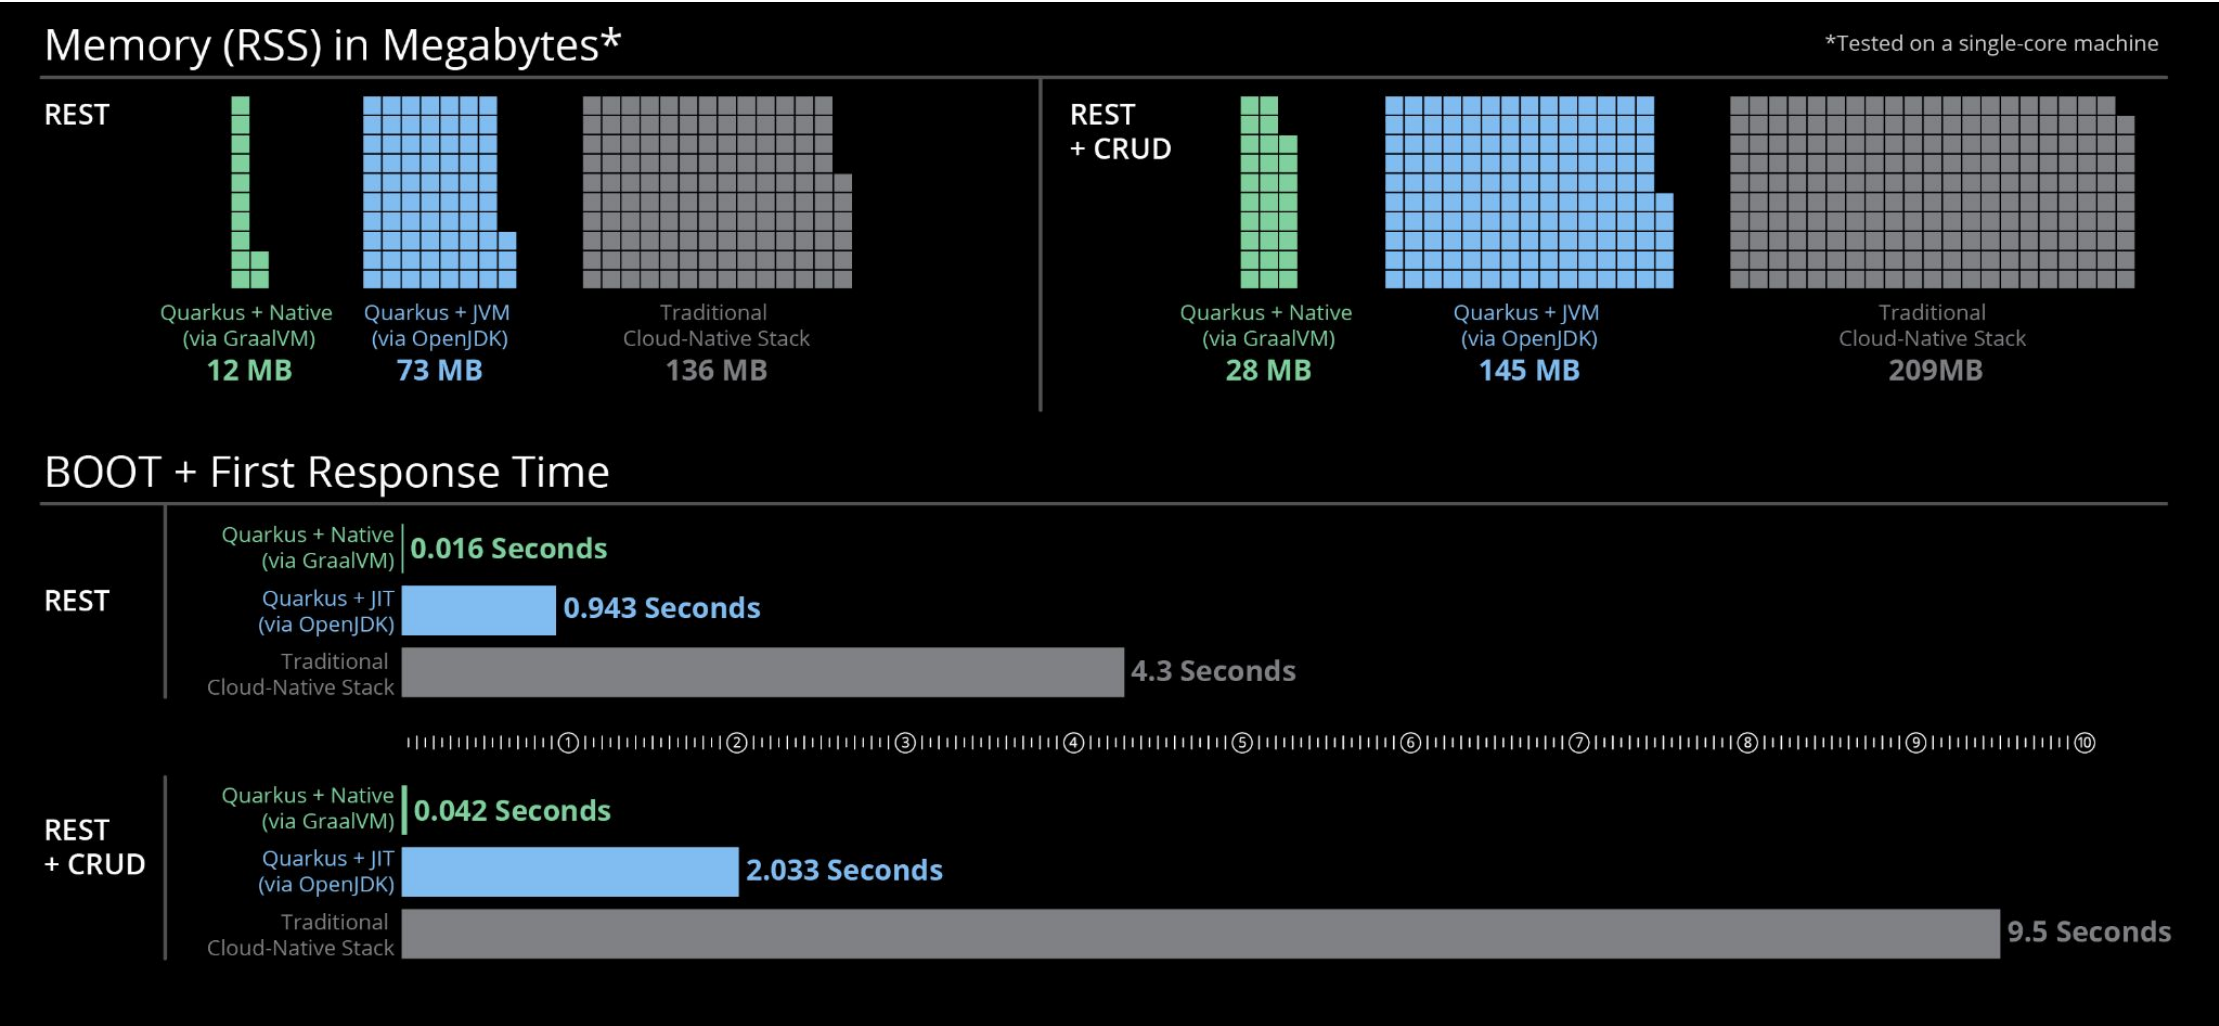 Memory (RSS) in Megabytes*
*Tested on a single-core machine
REST
Quarkus + Native
(via GraalVM)
12 MB
Quarkus + JVM
(via OpenJDK)
73 MB
Traditional
Cloud-Native Stack
136 MB
REST
+ CRUD
Quarkus + Native
(via GraalVM)
28 MB
Quarkus + JVM
(via OpenJDK)
145 MB
Traditional
Cloud-Native Stack
209MB
BOOT + First Response Time
REST
Quarkus + Native
(via GraalVM)
0.016 Seconds
Quarkus + JIT
(via OpenJDK)
0.943 Seconds
Traditional
Cloud-Native Stack
4.3 Seconds
1 2 3 4 5 6 7 8 9 10
REST
+ CRUD
Quarkus + Native
(via GraalVM)
0.042 Seconds
Quarkus + JIT
(via OpenJDK)
2.033 Seconds
Traditional
Cloud-Native Stack
9.5 Seconds